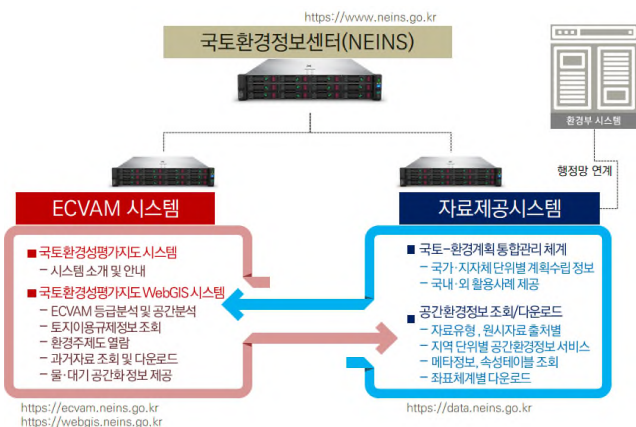 https://www.neins.go.kr
국토환경정보센터(NEINS)
환경부 시스템
행정망 연계
ECVAM 시스템
■ 국토환경성평가지도 시스템
– 시스템 소개 및 안내
■ 국토환경성평가지도 WebGIS 시스템
– ECVAM 등급분석 및 공간분석
– 토지이용규제정보 조회
– 환경주제도 열람
– 과거자료 조회 및 다운로드
– 물·대기 공간화 정보 제공
https://ecvam.neins.go.kr
https://webgis.neins.go.kr
자료제공시스템
■ 국토-환경계획 통합관리 체계
– 국가·지자체 단위별 계획수립 정보
– 국내·외 활용사례 제공
■ 공간환경정보 조회/다운로드
– 자료유형, 원시자료 출처별
– 지역 단위별 공간환경정보 서비스
– 메타정보, 속성테이블 조회
– 좌표체계별 다운로드
https://data.neins.go.kr